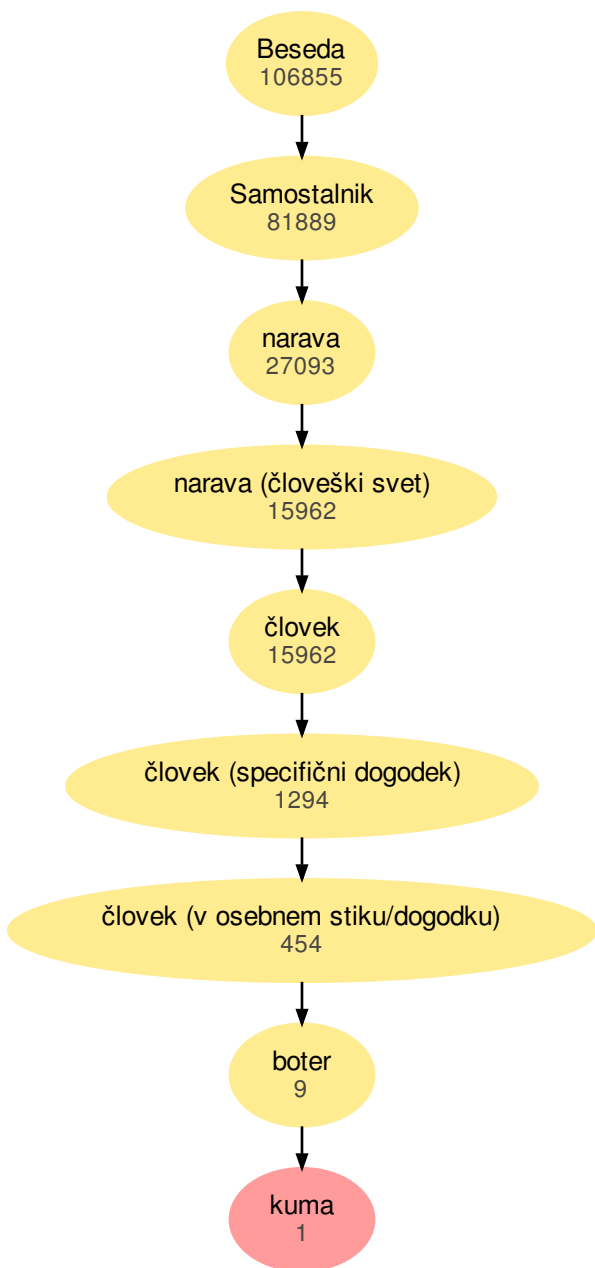 Beseda
106855
Samostalnik
81889
narava
27093
narava (človeški svet)
15962
človek
15962
človek (specifični dogodek)
1294
človek (v osebnem stiku/dogodku)
454
boter
9
kuma
1